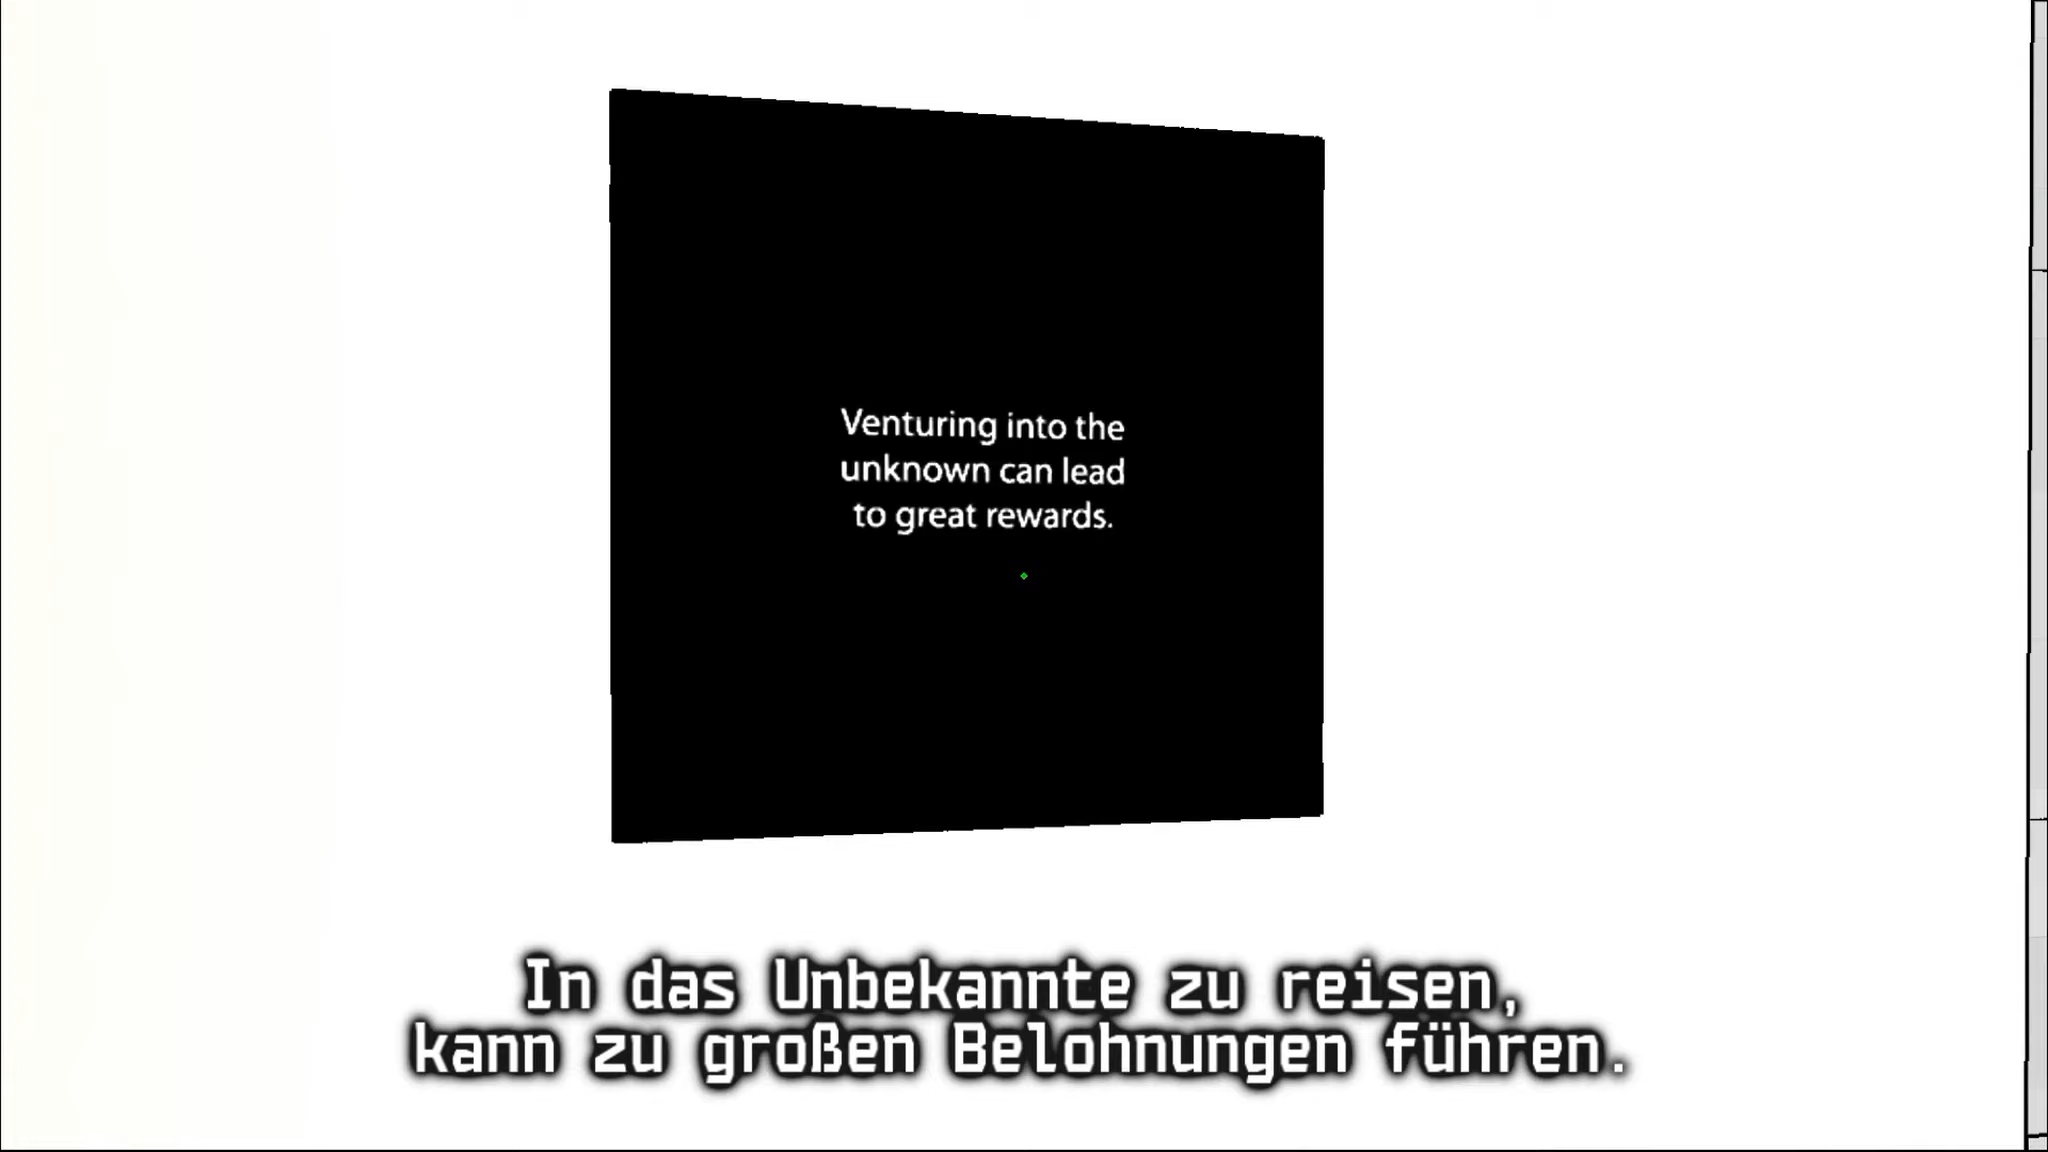 Venturing into the
unknown can lead
to great rewards.
In das Unbekannte zu reisen,
kann zu großen Belohnungen führen.